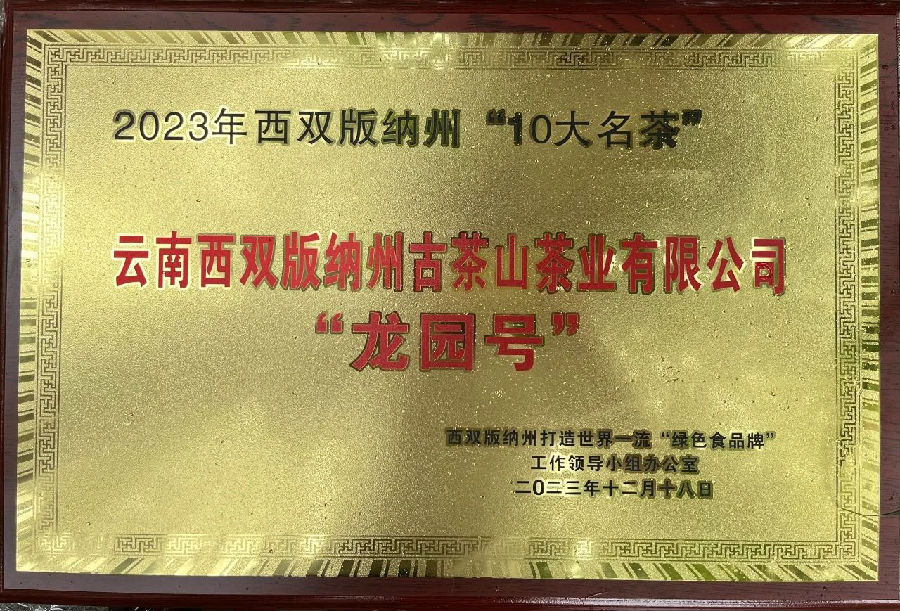 2023年西双版纳州“10大名茶”
云南西双版纳州古茶山茶业有限公司
“龙园号”
西双版纳州打造世界一流“绿色食品牌”
工作领导小组办公室
二0二三年十二月十八日